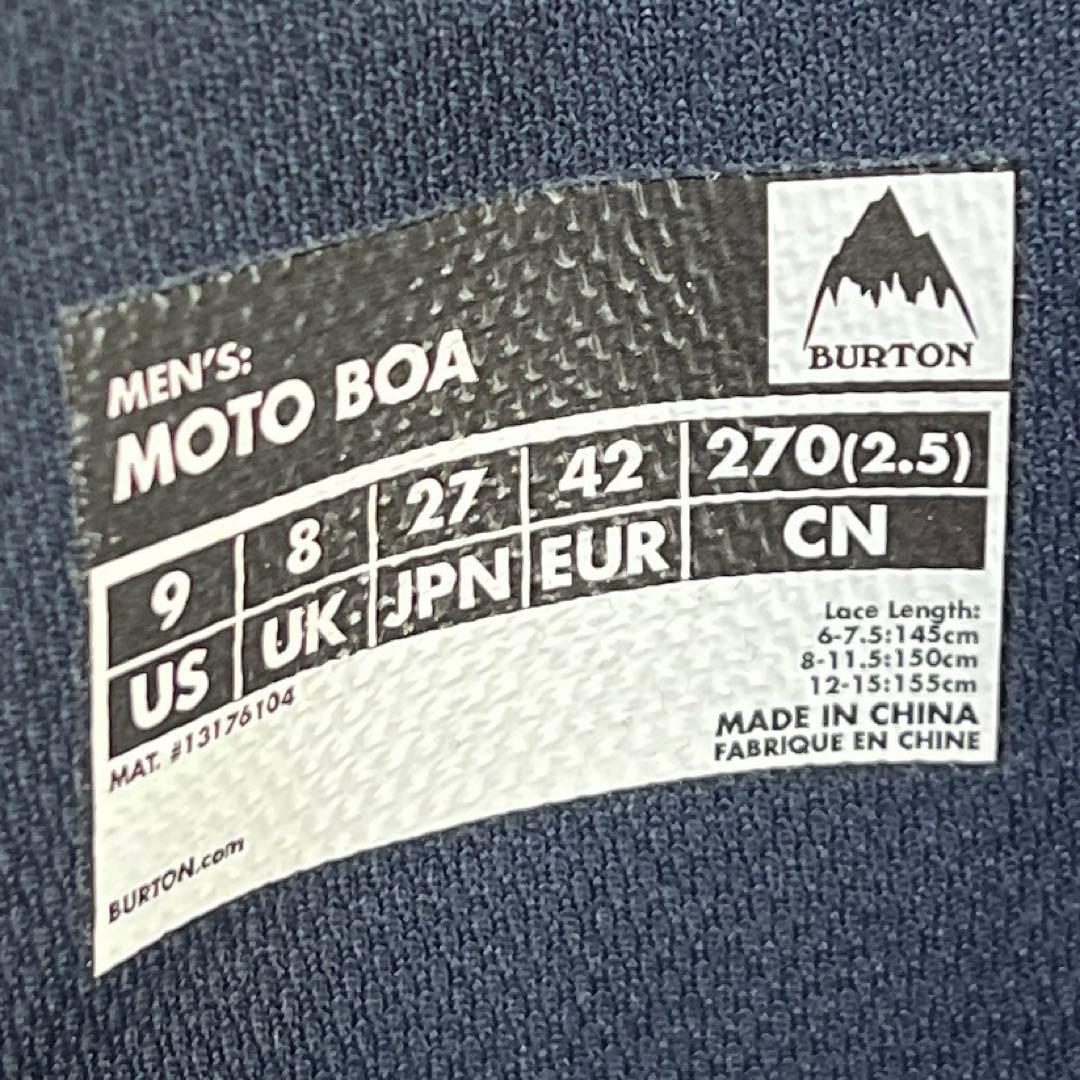 BURTON
MEN'S:
MOTO BOA
9 8 27 42 270(2.5)
US UK JPN EUR CN
MAT. #13176104
Lace Length:
6-7.5:145cm
8-11.5:150cm
12-15:155cm
MADE IN CHINA
FABRIQUE EN CHINE
BURTON.com